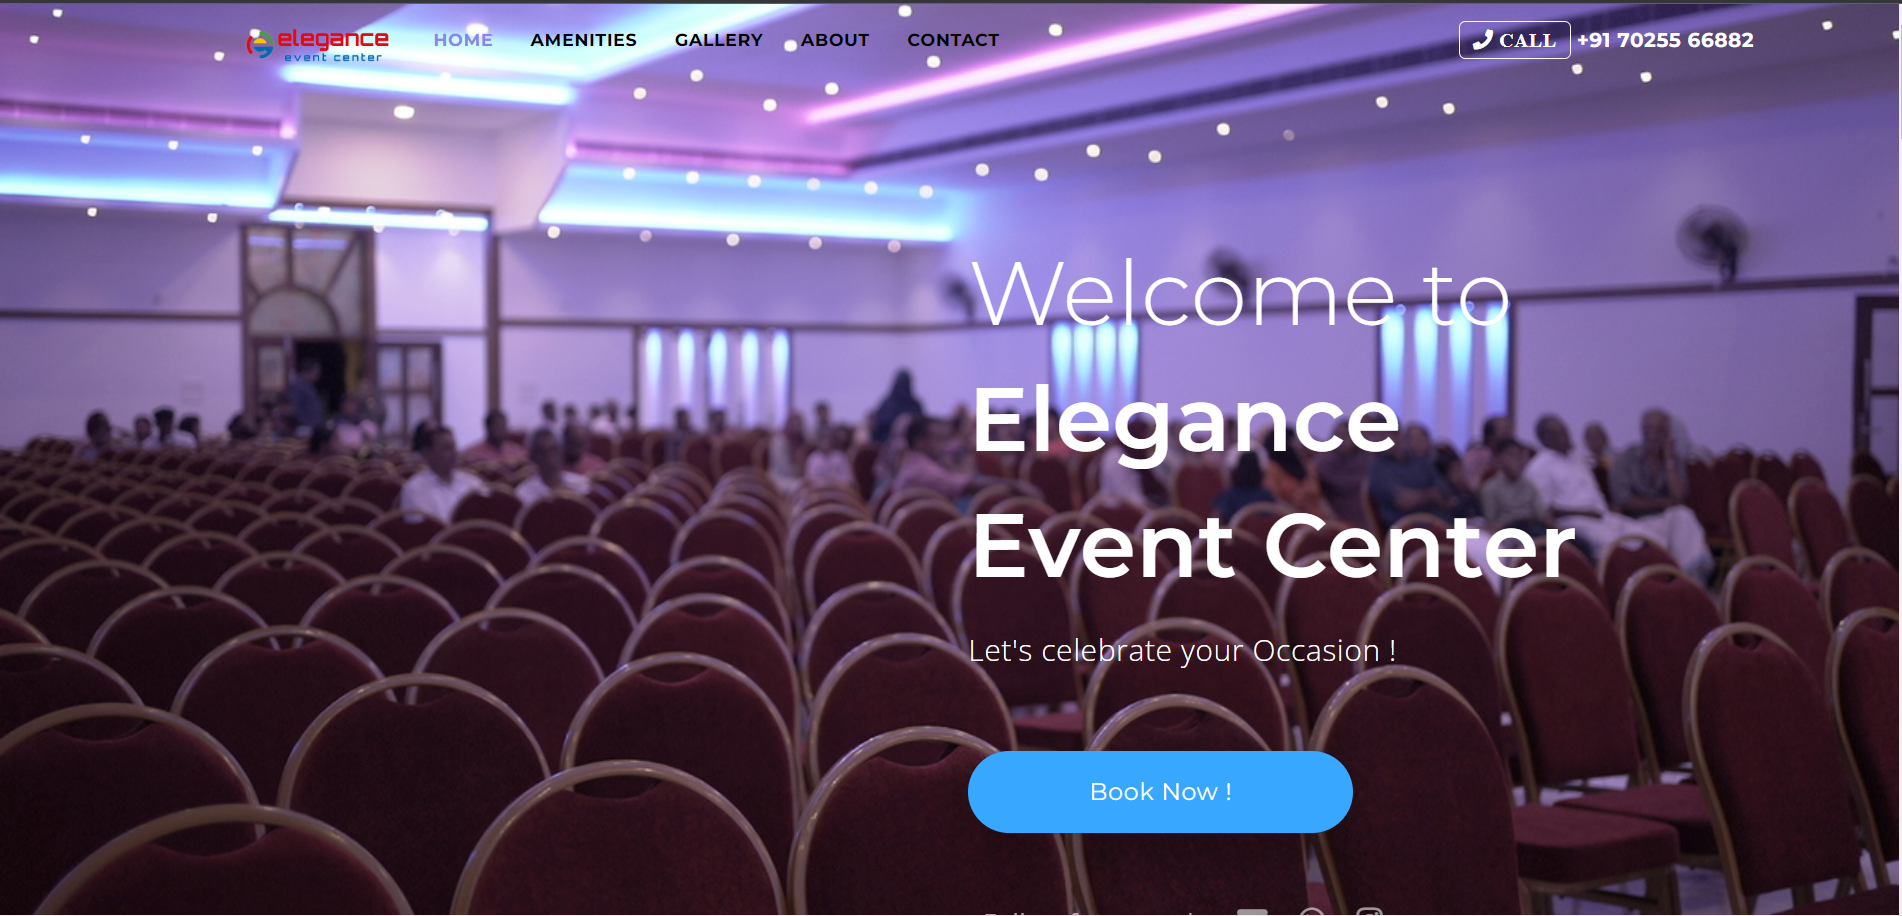 elegance
event center
HOME AMENITIES GALLERY ABOUT CONTACT
CALL +91 70255 66882
Welcome to
Elegance
Event Center
Let's celebrate your Occasion !
Book Now !